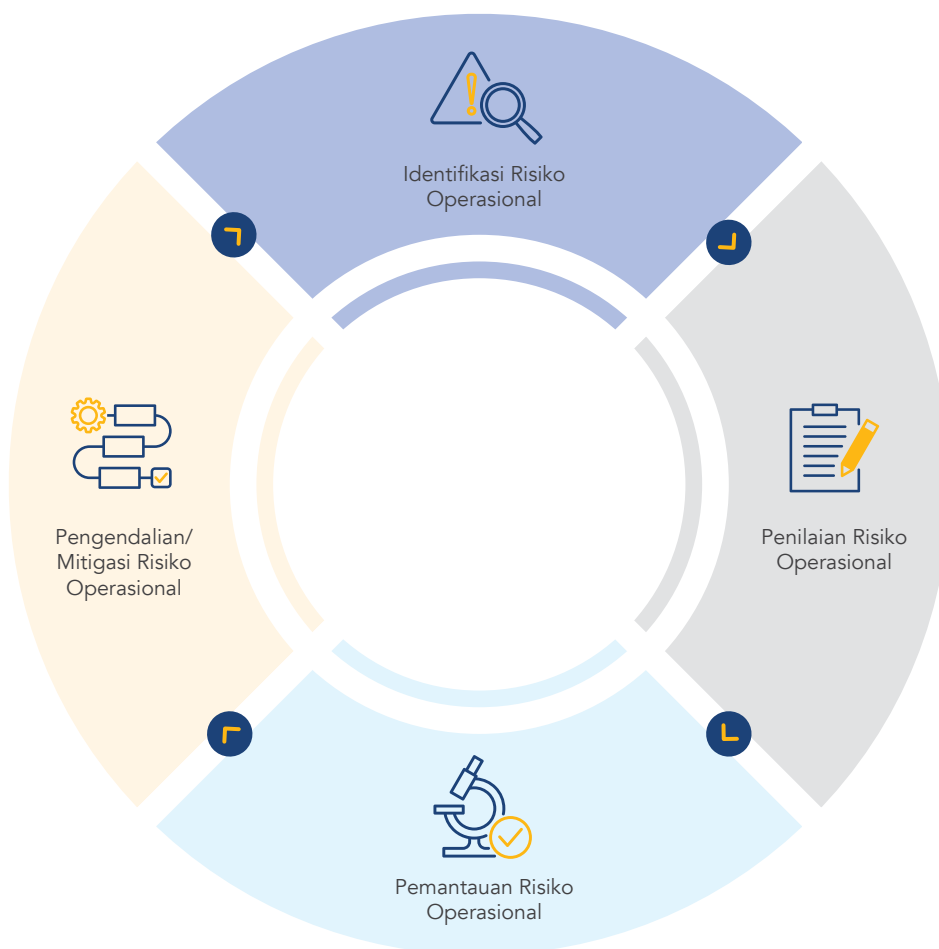 Identifikasi Risiko
Operasional
Penilaian Risiko
Operasional
Pemantauan Risiko
Operasional
Pengendalian/
Mitigasi Risiko
Operasional